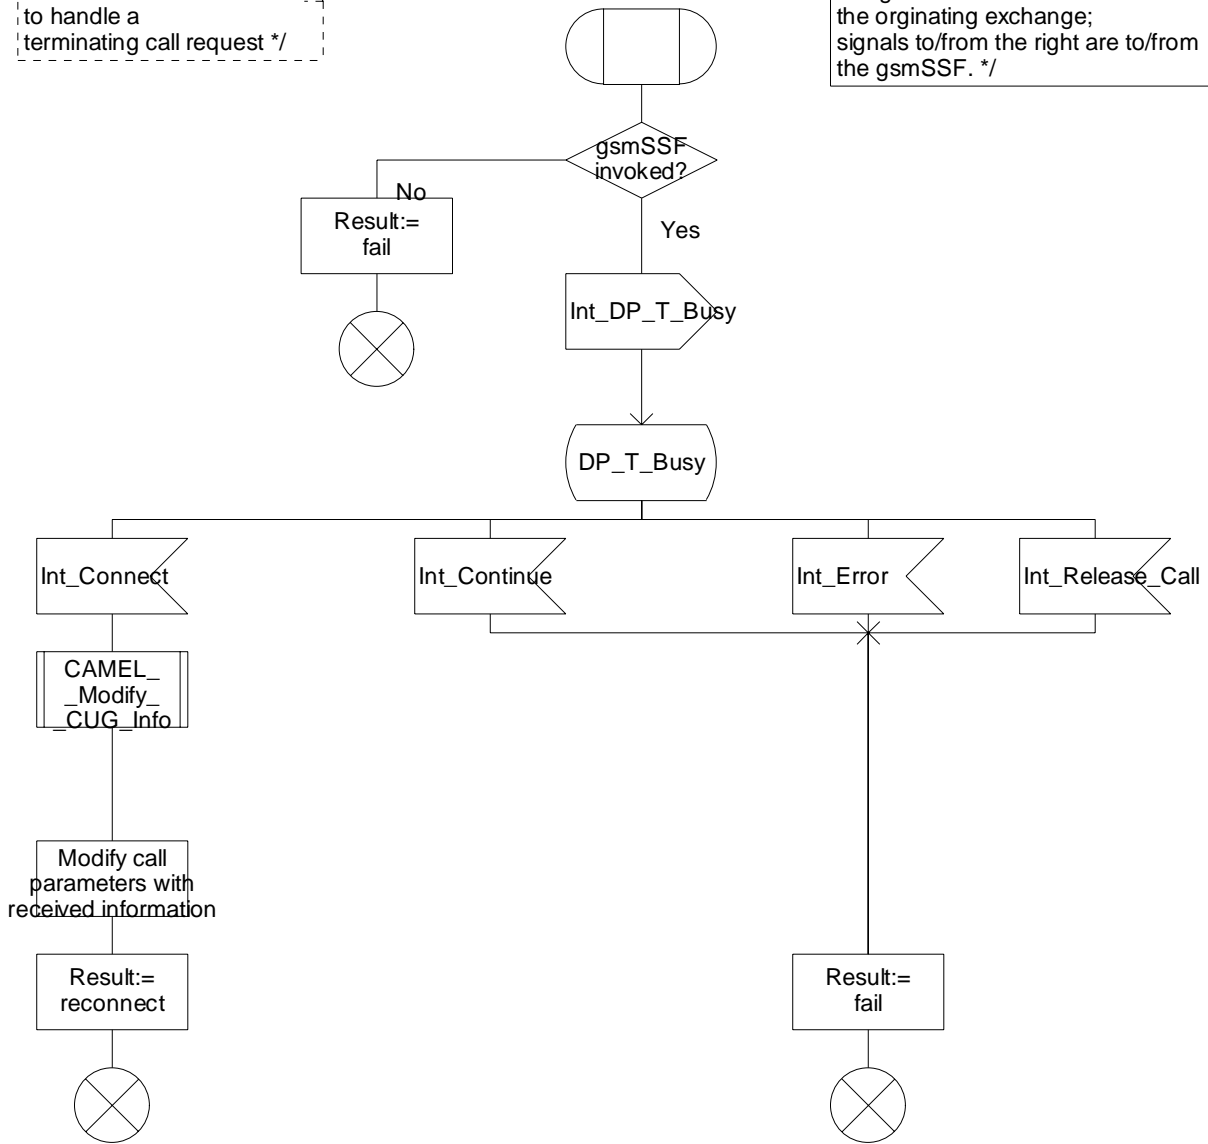 to handle a
terminating call request */
the orginating exchange;
signals to/from the right are to/from
the gsmSSF. */
gsmSSF
invoked?
No
Yes
Result:=
fail
Int_DP_T_Busy
DP_T_Busy
Int_Connect
Int_Continue
Int_Error
Int_Release_Call
CAMEL_
_Modify_
_CUG_Info
Modify call
parameters with
received information
Result:=
reconnect
Result:=
fail